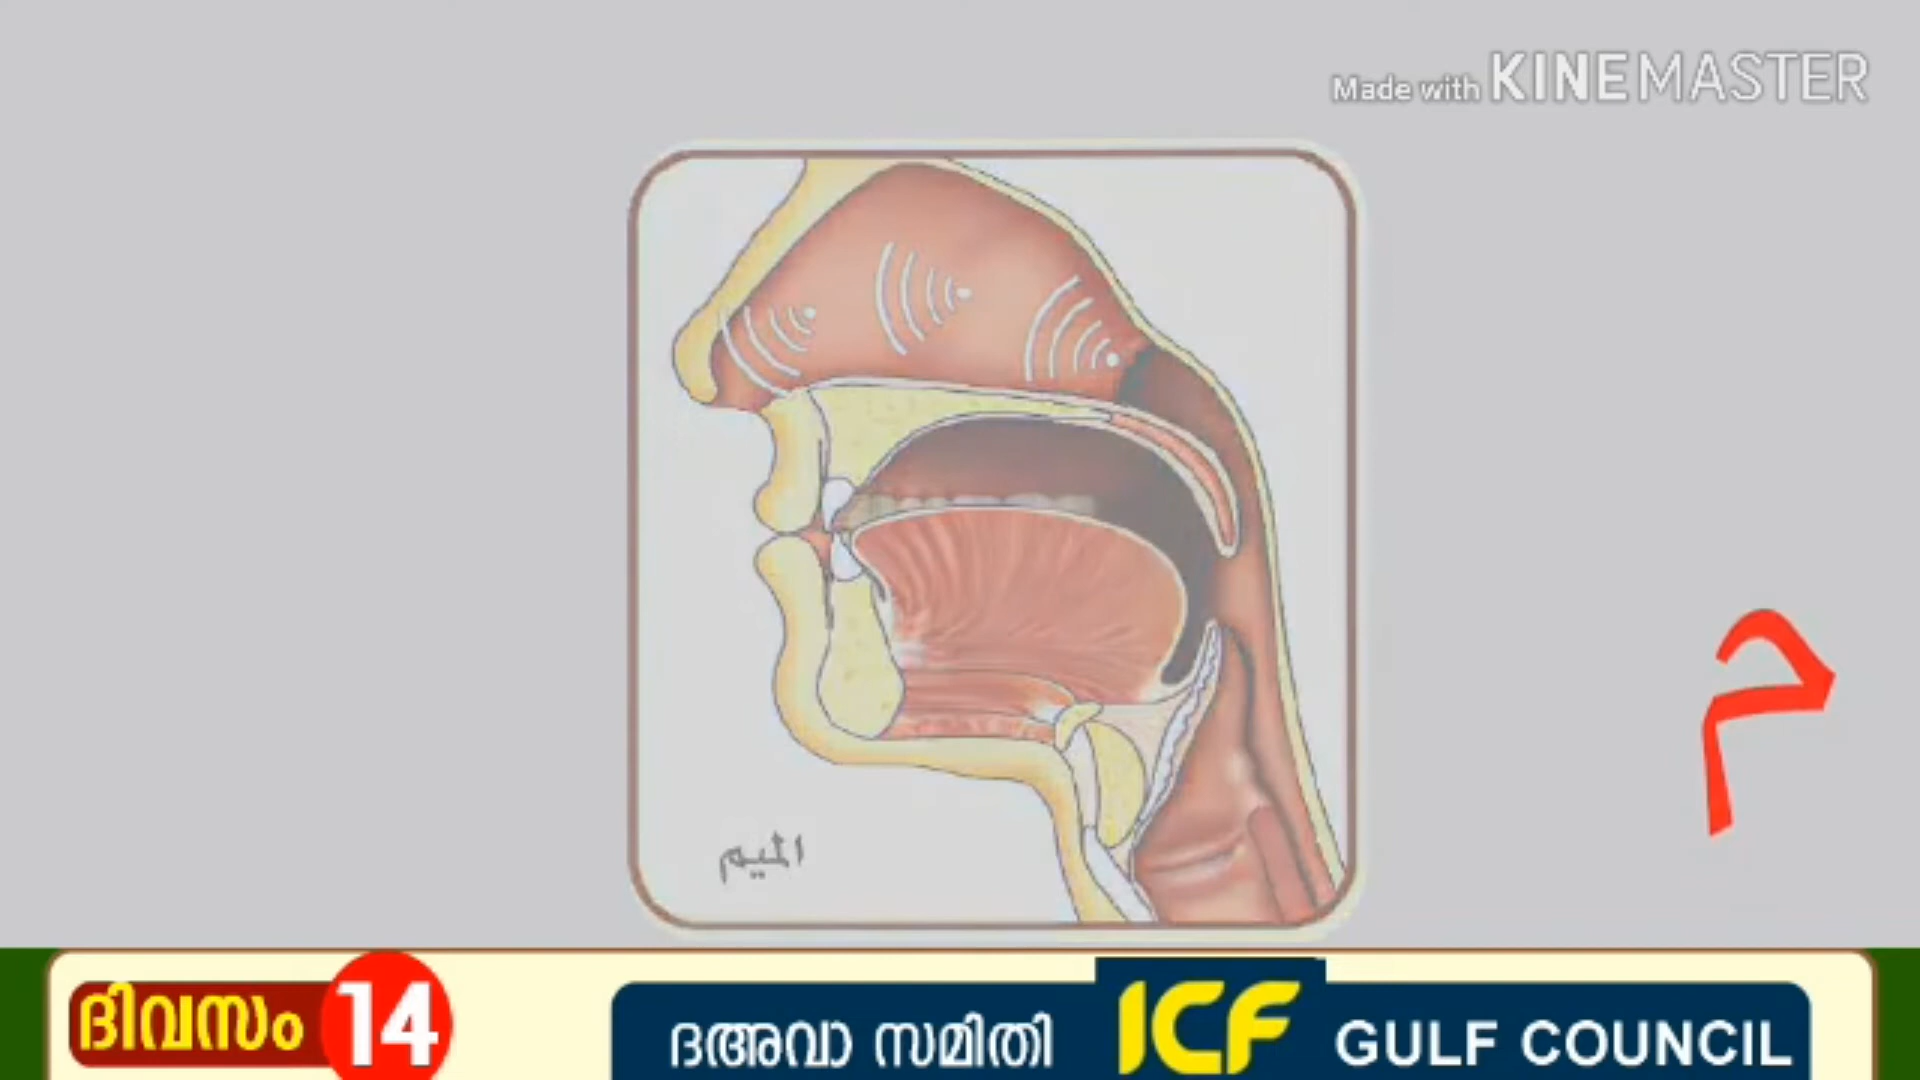 Made with KINEMASTER
م
الميم
ദിവസം 14
ദഅവാ സമിതി ICF GULF COUNCIL